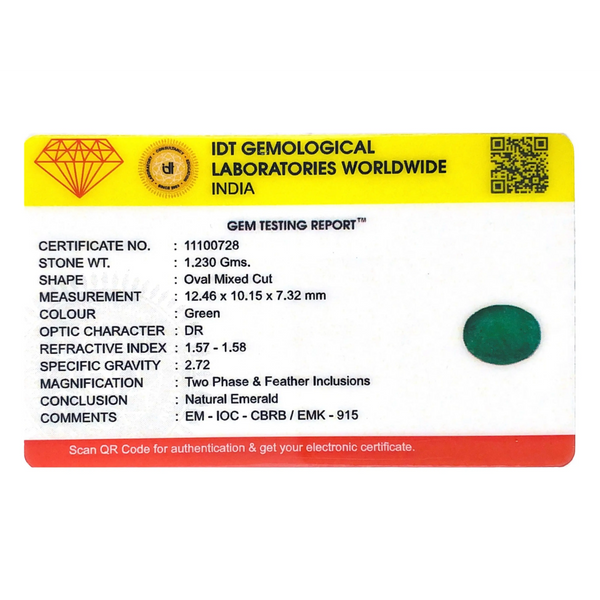 IDT GEMOLOGICAL
LABORATORIES WORLDWIDE
INDIA
GEM TESTING REPORT™
CERTIFICATE NO. : 11100728
STONE WT. : 1.230 Gms.
SHAPE : Oval Mixed Cut
MEASUREMENT : 12.46 x 10.15 x 7.32 mm
COLOUR : Green
OPTIC CHARACTER : DR
REFRACTIVE INDEX : 1.57 - 1.58
SPECIFIC GRAVITY : 2.72
MAGNIFICATION : Two Phase & Feather Inclusions
CONCLUSION : Natural Emerald
COMMENTS : EM - IOC - CBRB / EMK - 915
Scan QR Code for authentication & get your electronic certificate.